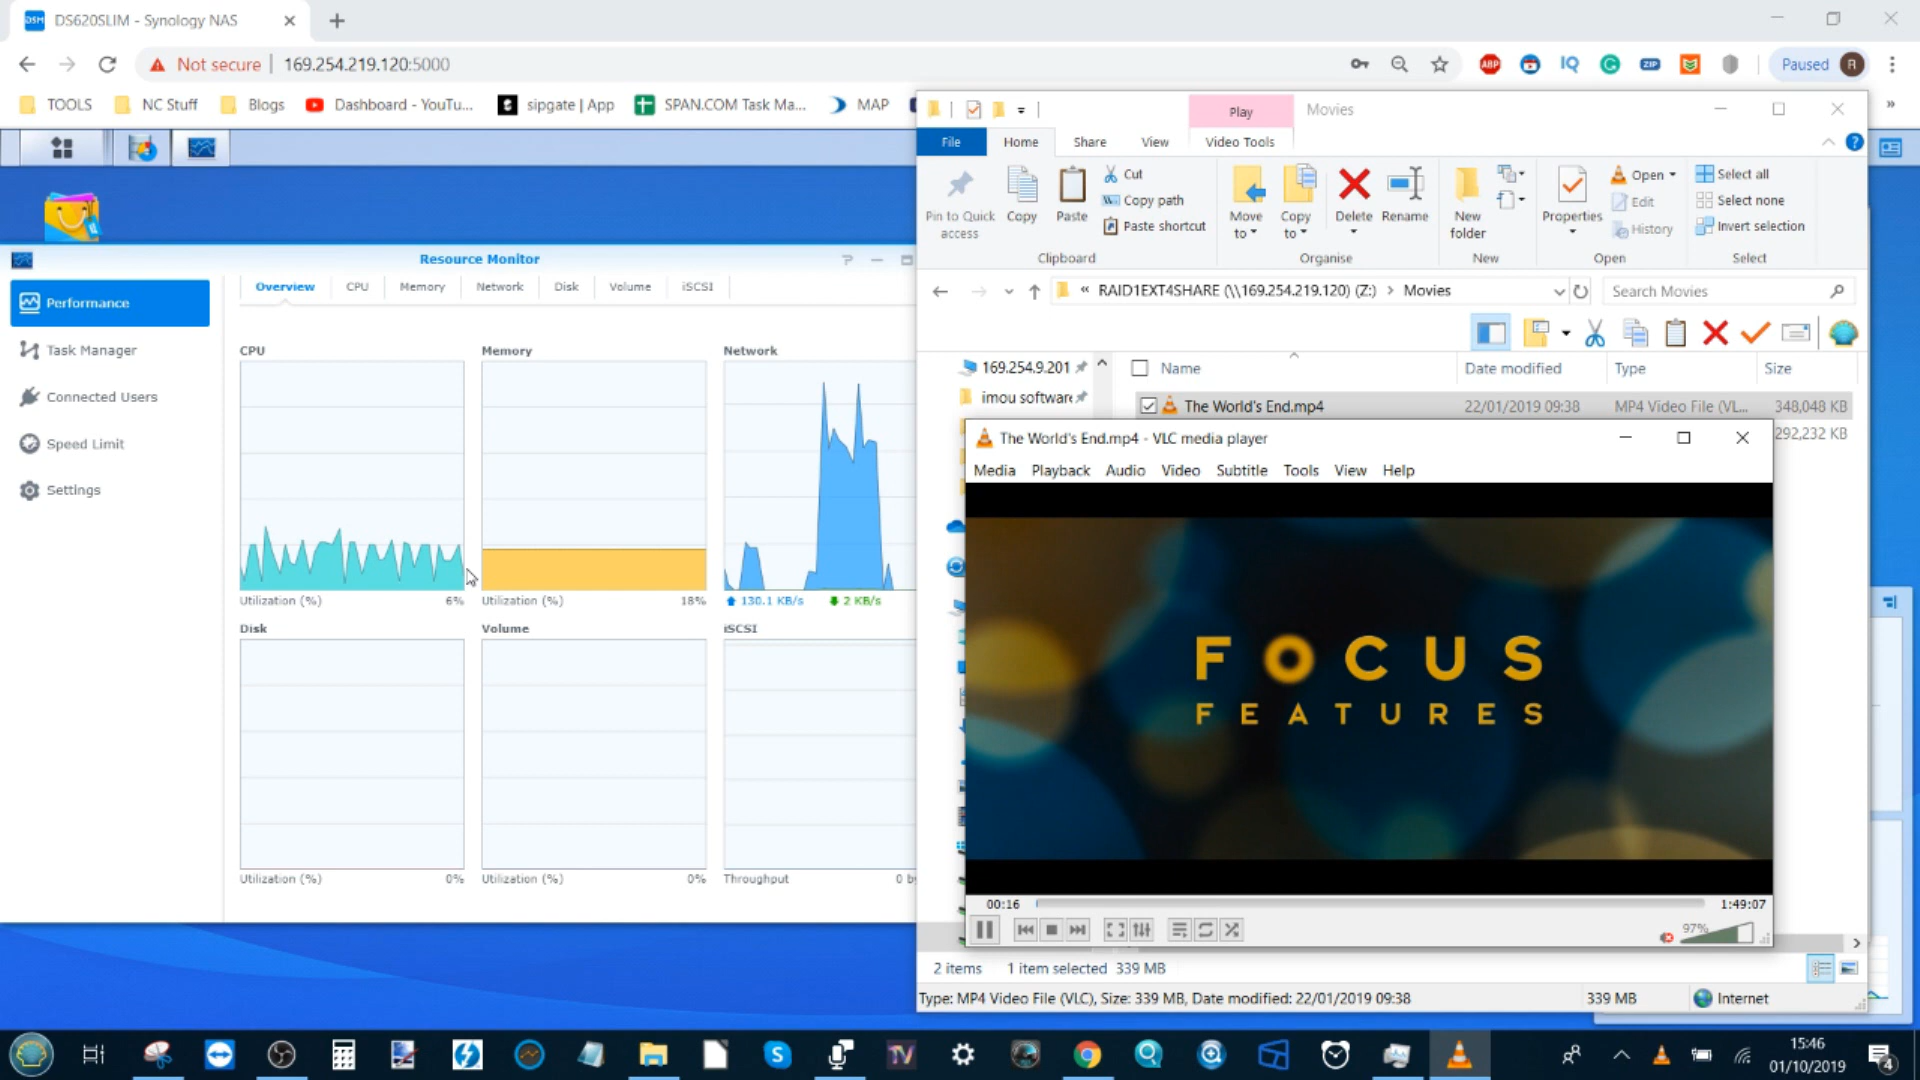 DSM DS620SLIM - Synology NAS
Not secure | 169.254.219.120:5000
ABP
IQ
ZIP
Paused R
TOOLS NC Stuff Blogs Dashboard - YouTu... sipgate | App SPAN.COM Task Ma... MAP »
Play Movies
File Home Share View Video Tools
Pin to Quick access
Copy
Paste
Cut
Copy path
Paste shortcut
Clipboard
Move to
Copy to
Delete
Rename
Organise
New folder
New
Properties
Open
Edit
History
Open
Select all
Select none
Invert selection
Select
« RAID1EXT4SHARE (\\169.254.219.120) (Z:) > Movies
Search Movies
169.254.9.201
imou software
Name Date modified Type Size
The World's End.mp4 22/01/2019 09:38 MP4 Video File (VL... 348,048 KB
292,232 KB
Resource Monitor
Performance
Task Manager
Connected Users
Speed Limit
Settings
Overview CPU Memory Network Disk Volume iSCSI
CPU Memory Network
Utilization (%) 6% Utilization (%) 18% 130.1 KB/s 2 KB/s
Disk Volume iSCSI
Utilization (%) 0% Utilization (%) 0% Throughput 0 by
The World's End.mp4 - VLC media player
Media Playback Audio Video Subtitle Tools View Help
FOCUS
FEATURES
00:16 1:49:07
97%
2 items 1 item selected 339 MB
Type: MP4 Video File (VLC), Size: 339 MB, Date modified: 22/01/2019 09:38 339 MB Internet
TV
15:46
01/10/2019
4